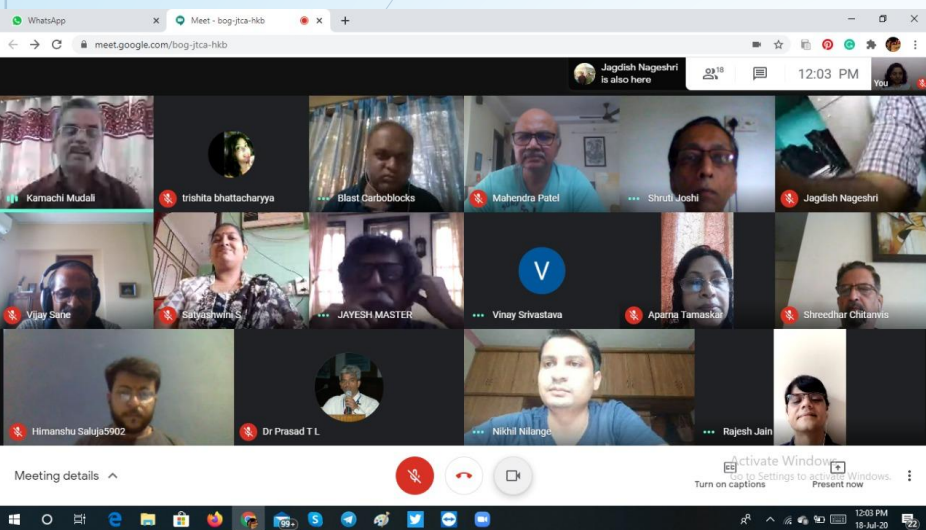 WhatsApp
Meet - bog-jtca-hkb
meet.google.com/bog-jtca-hkb
Jagdish Nageshri
is also here
18
12:03 PM
You
Kamachi Mudali
trishita bhattacharyya
Blast Carboblocks
Mahendra Patel
Shruti Joshi
Jagdish Nageshri
Vijay Sane
Satyashwini S
JAYESH MASTER
V
Vinay Srivastava
Aparna Tamaskar
Shreedhar Chitanvis
Himanshu Saluja5902
Dr Prasad T L
Nikhil Nilange
Rajesh Jain
Meeting details
Activate Windows
Go to Settings to activate Windows.
CC
Turn on captions
Present now
99+
12:03 PM
18-Jul-20
22